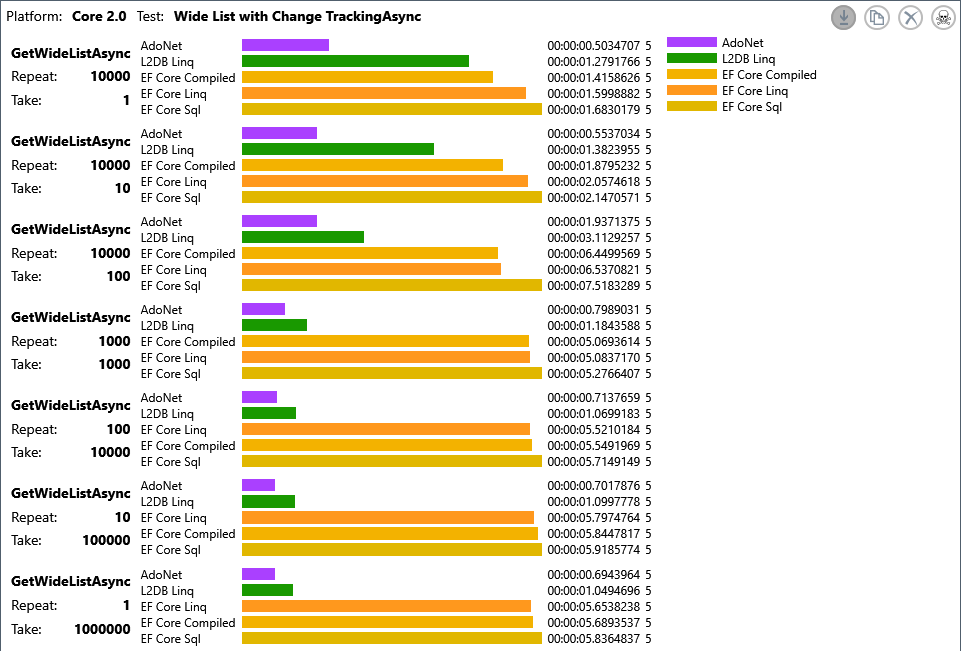 Platform: Core 2.0 Test: Wide List with Change TrackingAsync
GetWideListAsync
Repeat: 10000
Take: 1
AdoNet 00:00:00.5034707 5
L2DB Linq 00:00:01.2791766 5
EF Core Compiled 00:00:01.4158626 5
EF Core Linq 00:00:01.5998882 5
EF Core Sql 00:00:01.6830179 5
AdoNet
L2DB Linq
EF Core Compiled
EF Core Linq
EF Core Sql
GetWideListAsync
Repeat: 10000
Take: 10
AdoNet 00:00:00.5537034 5
L2DB Linq 00:00:01.3823955 5
EF Core Compiled 00:00:01.8795232 5
EF Core Linq 00:00:02.0574618 5
EF Core Sql 00:00:02.1470571 5
GetWideListAsync
Repeat: 10000
Take: 100
AdoNet 00:00:01.9371375 5
L2DB Linq 00:00:03.1129257 5
EF Core Compiled 00:00:06.4499569 5
EF Core Linq 00:00:06.5370821 5
EF Core Sql 00:00:07.5183289 5
GetWideListAsync
Repeat: 1000
Take: 1000
AdoNet 00:00:00.7989031 5
L2DB Linq 00:00:01.1843588 5
EF Core Compiled 00:00:05.0693614 5
EF Core Linq 00:00:05.0837170 5
EF Core Sql 00:00:05.2766407 5
GetWideListAsync
Repeat: 100
Take: 10000
AdoNet 00:00:00.7137659 5
L2DB Linq 00:00:01.0699183 5
EF Core Linq 00:00:05.5210184 5
EF Core Compiled 00:00:05.5491969 5
EF Core Sql 00:00:05.7149149 5
GetWideListAsync
Repeat: 10
Take: 100000
AdoNet 00:00:00.7017876 5
L2DB Linq 00:00:01.0997778 5
EF Core Linq 00:00:05.7974764 5
EF Core Compiled 00:00:05.8447817 5
EF Core Sql 00:00:05.9185774 5
GetWideListAsync
Repeat: 1
Take: 1000000
AdoNet 00:00:00.6943964 5
L2DB Linq 00:00:01.0494696 5
EF Core Linq 00:00:05.6538238 5
EF Core Compiled 00:00:05.6893537 5
EF Core Sql 00:00:05.8364837 5